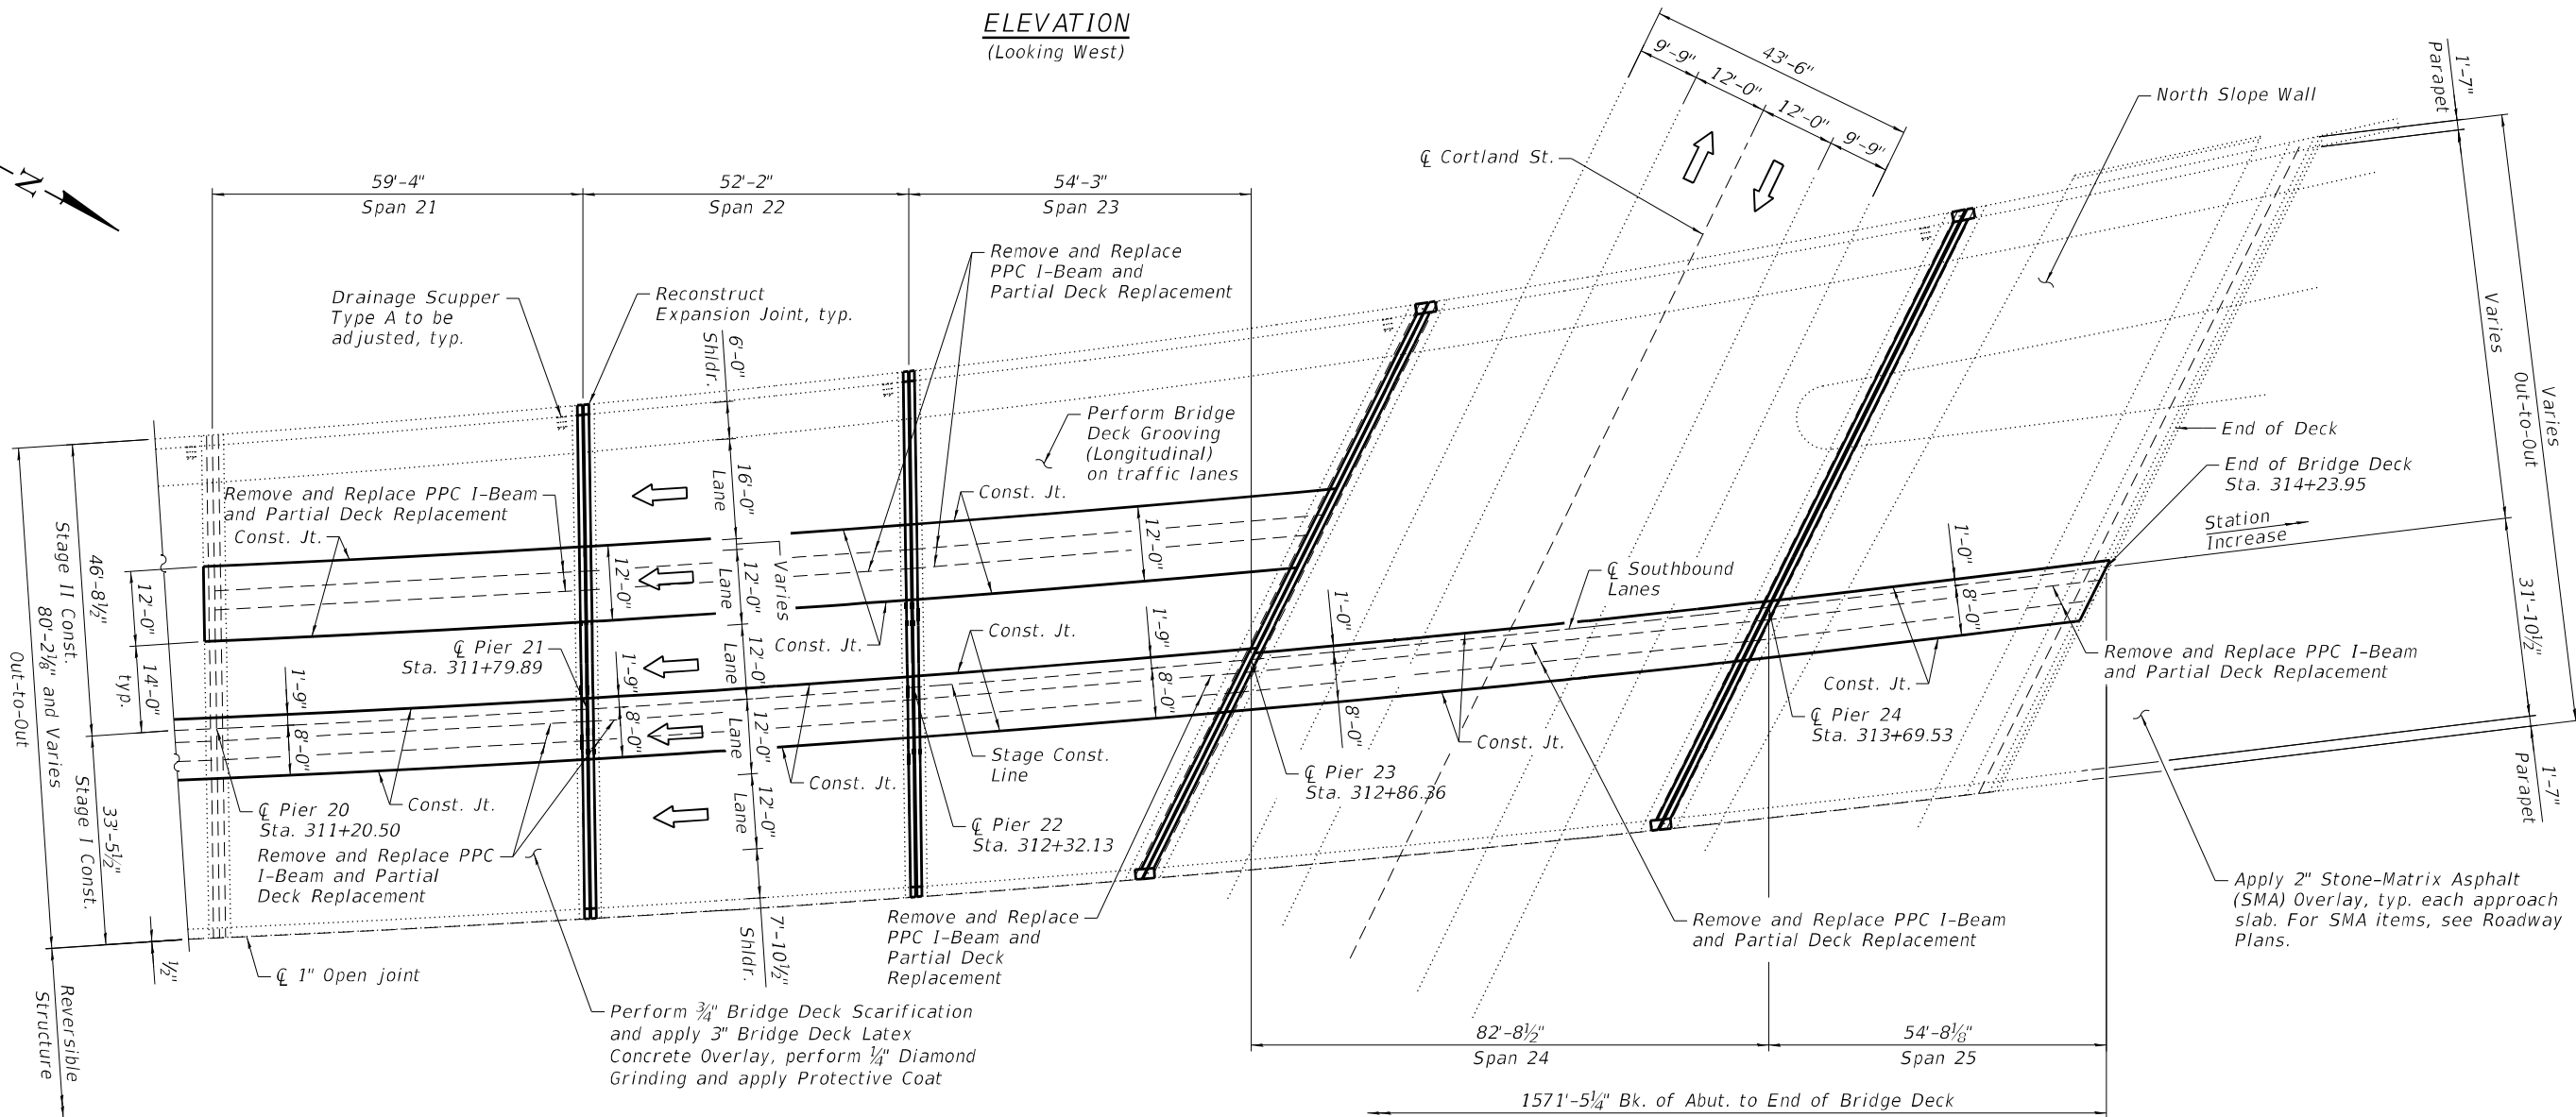 ELEVATION
(Looking West)
N
59'-4"
Span 21
52'-2"
Span 22
54'-3"
Span 23
43'-6"
9'-9"
12'-0"
12'-0"
9'-9"
℄ Cortland St.
North Slope Wall
1'-7"
Parapet
Drainage Scupper
Type A to be
adjusted, typ.
Reconstruct
Expansion Joint, typ.
Remove and Replace
PPC I-Beam and
Partial Deck Replacement
6'-0"
Shldr.
16'-0"
Lane
Varies
12'-0"
Lane
12'-0"
Lane
12'-0"
Lane
12'-0"
Lane
7'-10½"
Shldr.
Perform Bridge
Deck Grooving
(Longitudinal)
on traffic lanes
Const. Jt.
12'-0"
Remove and Replace PPC I-Beam
and Partial Deck Replacement
Const. Jt.
12'-0"
℄ Pier 21
Sta. 311+79.89
Const. Jt.
Const. Jt.
1'-9"
8'-0"
1'-9"
8'-0"
1'-9"
8'-0"
Stage II Const.
46'-8½"
12'-0"
14'-0"
typ.
80'-2⅛" and Varies
Out-to-Out
Stage I Const.
33'-5½"
½"
Reversible
Structure
Const. Jt.
℄ Pier 20
Sta. 311+20.50
Remove and Replace PPC
I-Beam and Partial
Deck Replacement
℄ 1" Open joint
Perform ¾" Bridge Deck Scarification
and apply 3" Bridge Deck Latex
Concrete Overlay, perform ¼" Diamond
Grinding and apply Protective Coat
Const. Jt.
Stage Const.
Line
℄ Pier 22
Sta. 312+32.13
Remove and Replace
PPC I-Beam and
Partial Deck
Replacement
℄ Pier 23
Sta. 312+86.36
1'-0"
8'-0"
Const. Jt.
℄ Southbound
Lanes
Remove and Replace PPC I-Beam
and Partial Deck Replacement
℄ Pier 24
Sta. 313+69.53
1'-0"
8'-0"
Const. Jt.
Remove and Replace PPC I-Beam
and Partial Deck Replacement
End of Deck
End of Bridge Deck
Sta. 314+23.95
Station
Increase
Varies
Varies
Out-to-Out
31'-10½"
1'-7"
Parapet
Apply 2" Stone-Matrix Asphalt
(SMA) Overlay, typ. each approach
slab. For SMA items, see Roadway
Plans.
82'-8½"
Span 24
54'-8⅛"
Span 25
1571'-5¼" Bk. of Abut. to End of Bridge Deck